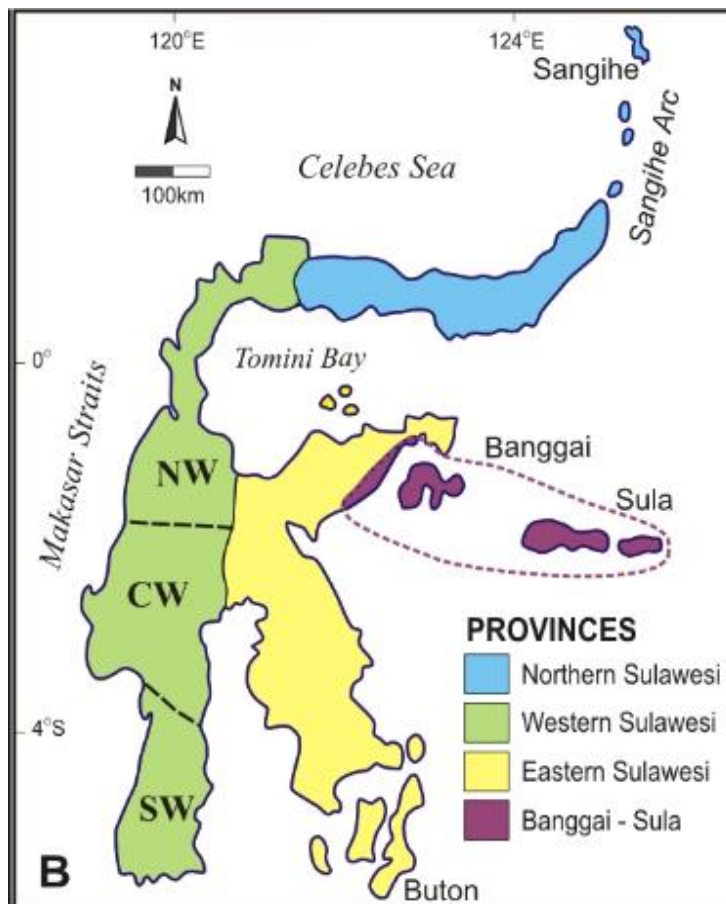 120°E
124°E
Sangihe
N
100km
Celebes Sea
Sangihe Arc
0°
Tomini Bay
Makasar Straits
Banggai
NW
Sula
CW
PROVINCES
Northern Sulawesi
Western Sulawesi
4°S
Eastern Sulawesi
SW
Banggai - Sula
B
Buton